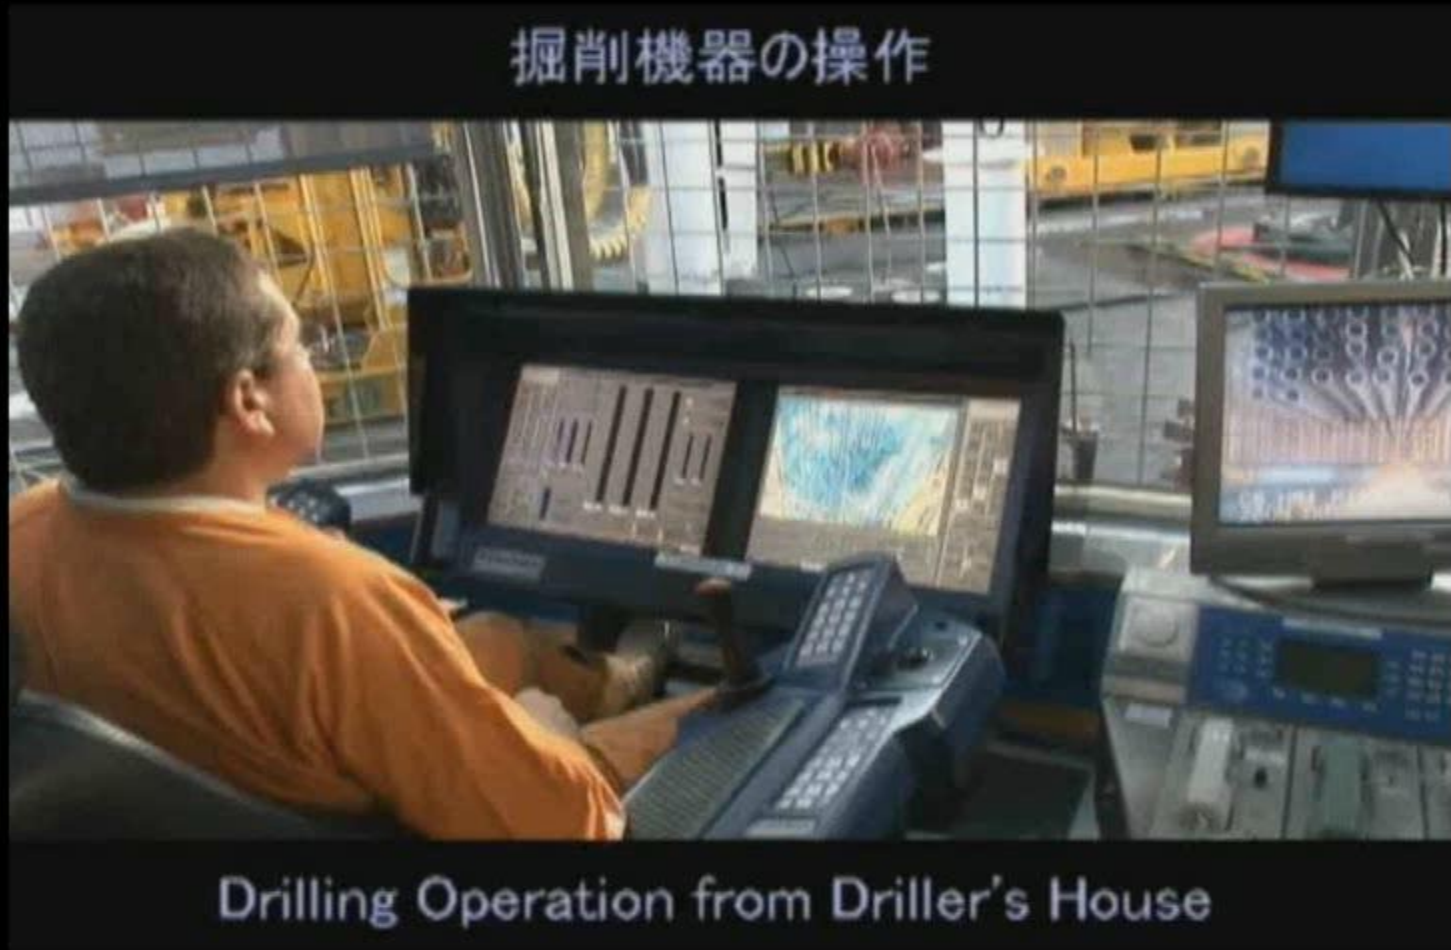 掘削機器の操作
Drilling Operation from Driller's House